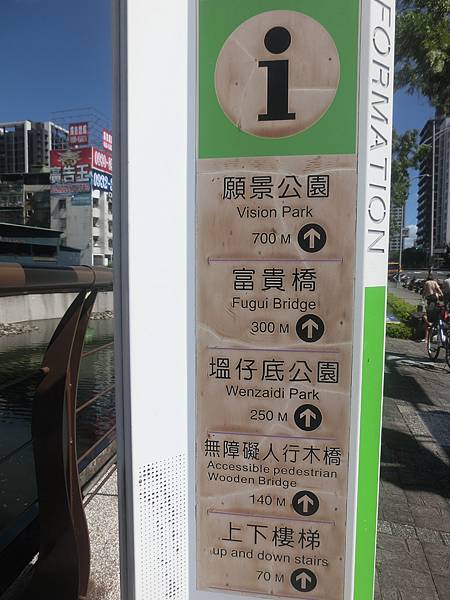 i
FORMATION
願景公園
Vision Park
700 M
富貴橋
Fugui Bridge
300 M
塭仔底公園
Wenzaidi Park
250 M
無障礙人行木橋
Accessible pedestrian
Wooden Bridge
140 M
上下樓梯
up and down stairs
70 M